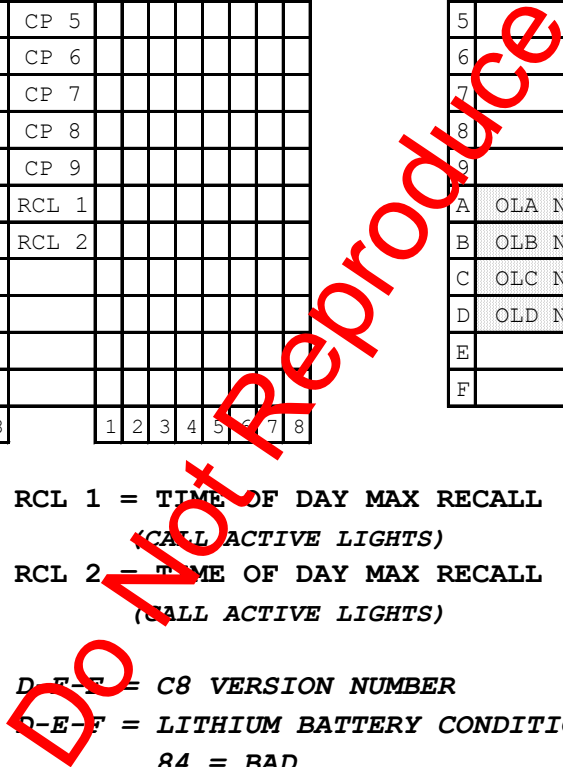 CP 5
CP 6
CP 7
CP 8
CP 9
RCL 1
RCL 2
1 2 3 4 5 6 7 8
5
6
7
8
9
A OLA N
B OLB N
C OLC N
D OLD N
E
F
RCL 1 = TIME OF DAY MAX RECALL
(CALL ACTIVE LIGHTS)
RCL 2 = TIME OF DAY MAX RECALL
(CALL ACTIVE LIGHTS)
D-E-E = C8 VERSION NUMBER
D-E-F = LITHIUM BATTERY CONDITI
84 = BAD
Do Not Reproduce